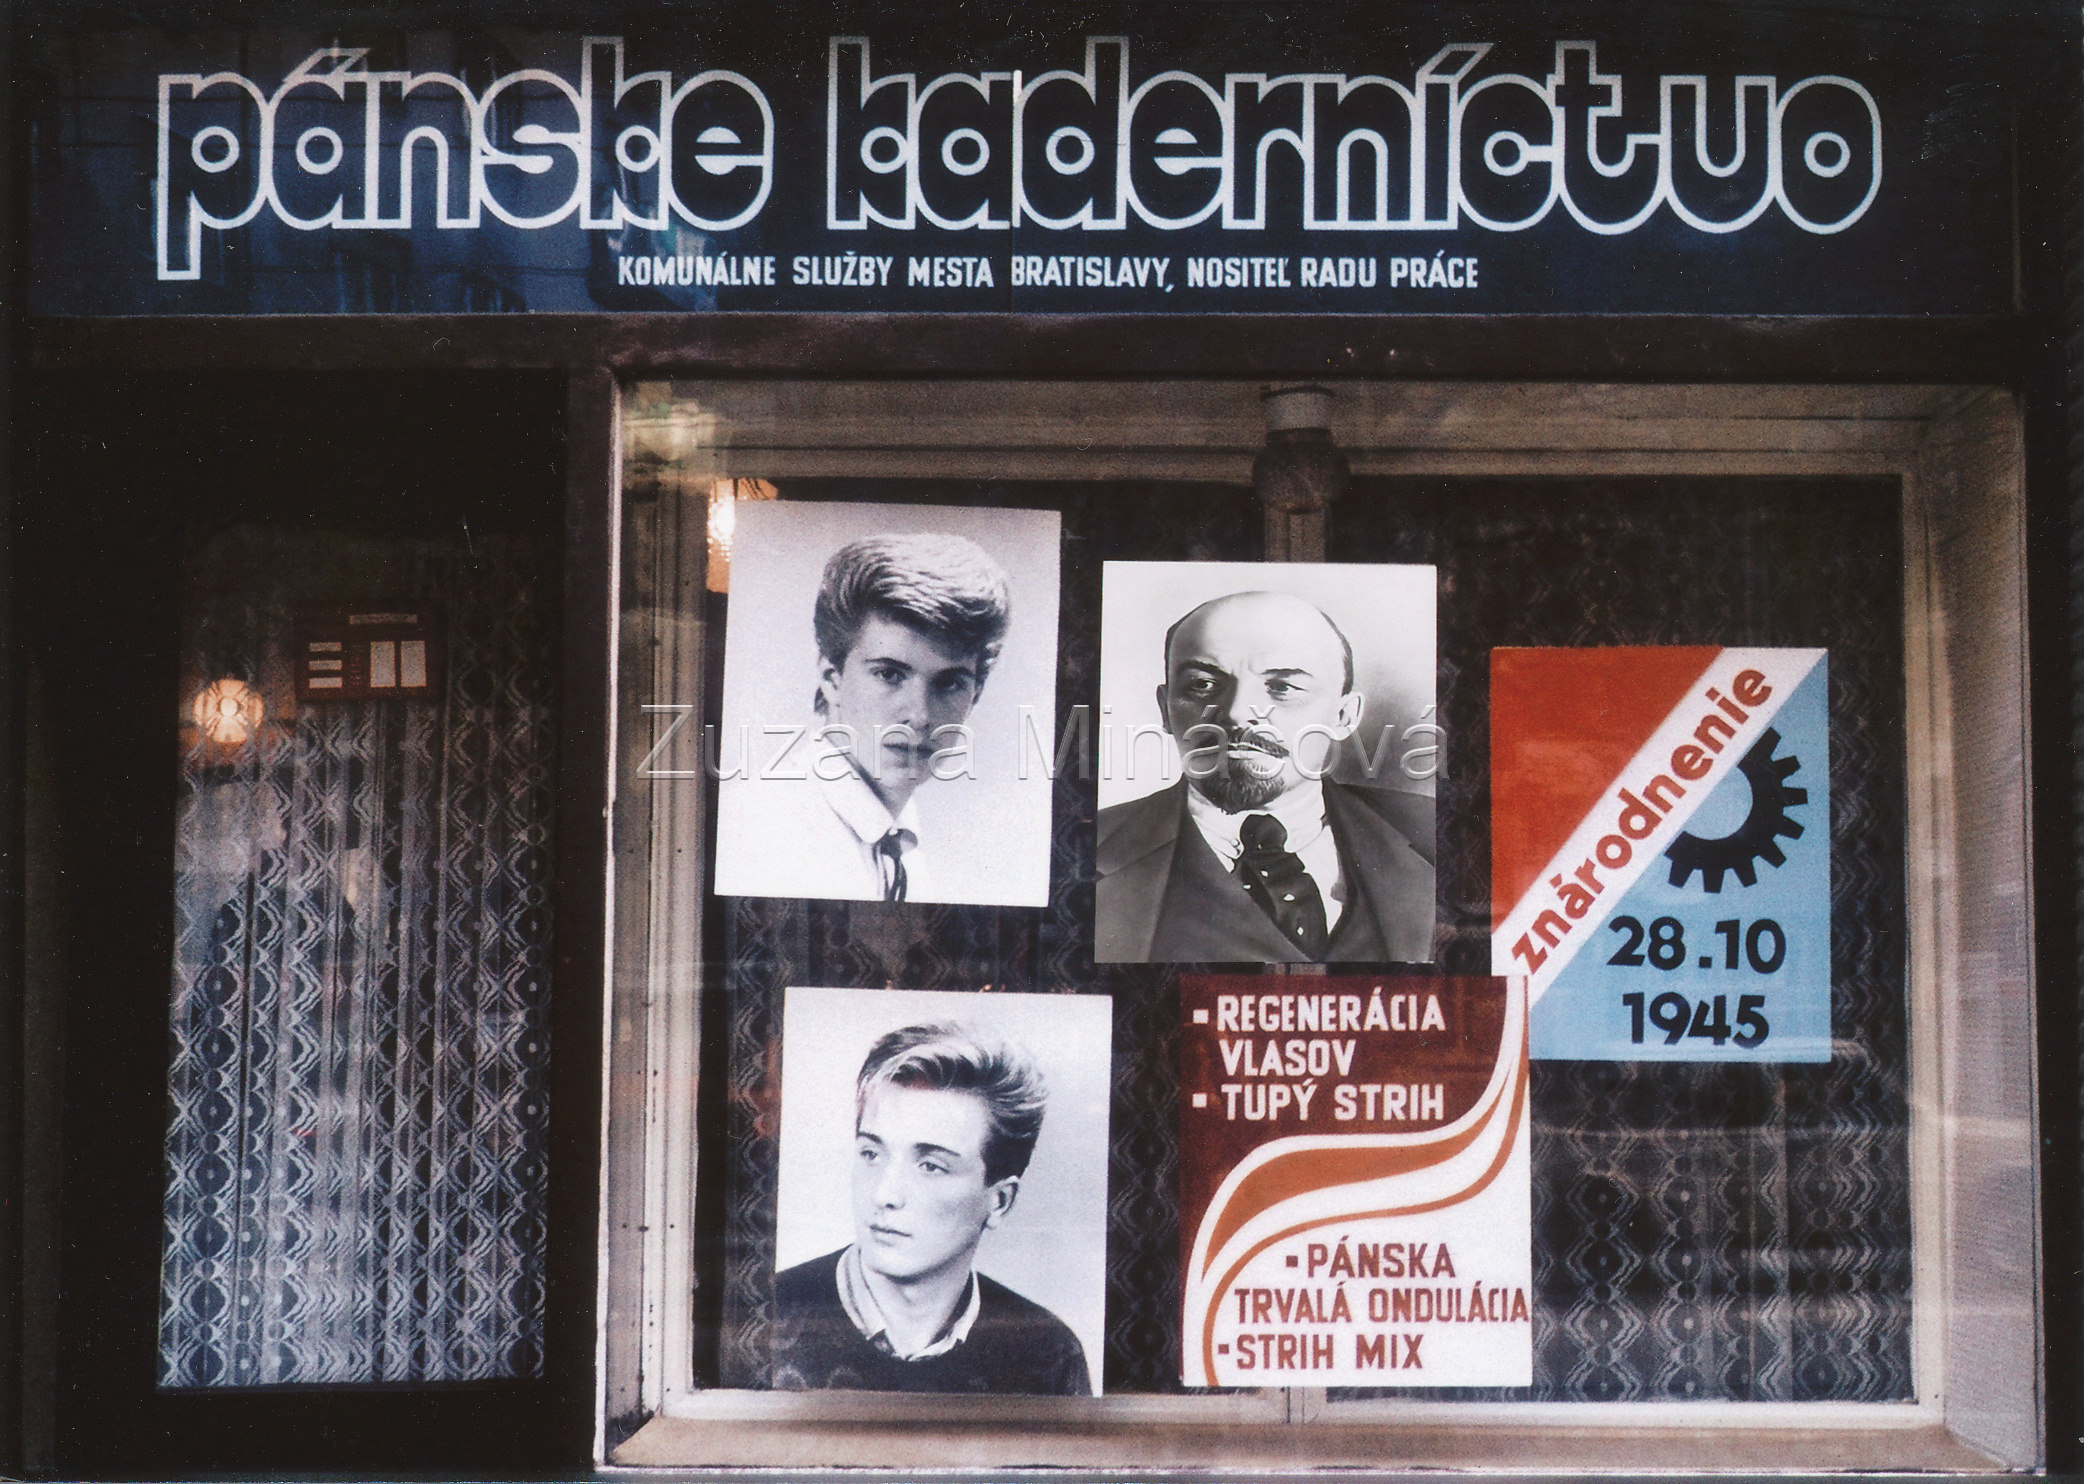 pánske kaderníctvo
KOMUNÁLNE SLUŽBY MESTA BRATISLAVY, NOSITEĽ RADU PRÁCE
Zuzana Mináčová
znárodnenie
28.10
1945
▪REGENERÁCIA
VLASOV
▪TUPÝ STRIH
▪PÁNSKA
TRVALÁ ONDULÁCIA
▪STRIH MIX